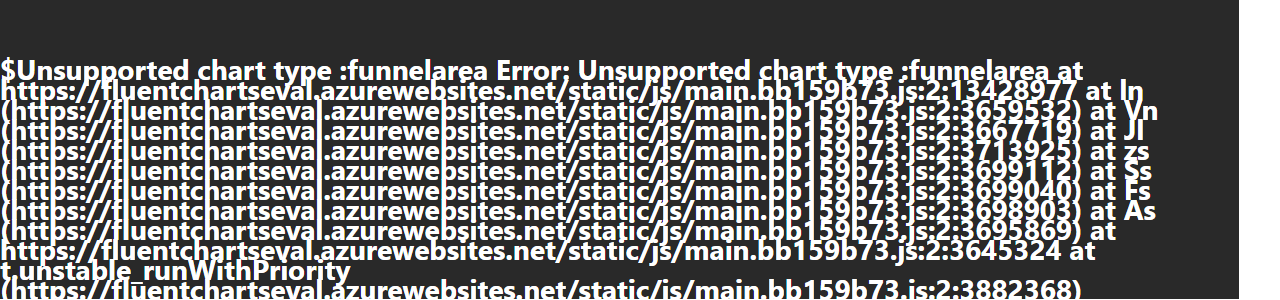 $Unsupported chart type :funnelarea Error: Unsupported chart type :funnelarea at
https://fluentchartseval.azurewebsites.net/static/js/main.bb159b73.js:2:13428977 at In
(https://fluentchartseval.azurewebsites.net/static/js/main.bb159b73.js:2:3659532) at Vn
(https://fluentchartseval.azurewebsites.net/static/js/main.bb159b73.js:2:3667719) at Jl
(https://fluentchartseval.azurewebsites.net/static/js/main.bb159b73.js:2:3713925) at zs
(https://fluentchartseval.azurewebsites.net/static/js/main.bb159b73.js:2:3699112) at Ss
(https://fluentchartseval.azurewebsites.net/static/js/main.bb159b73.js:2:3699040) at Fs
(https://fluentchartseval.azurewebsites.net/static/js/main.bb159b73.js:2:3698903) at As
(https://fluentchartseval.azurewebsites.net/static/js/main.bb159b73.js:2:3695869) at
https://fluentchartseval.azurewebsites.net/static/js/main.bb159b73.js:2:3645324 at
t.unstable_runWithPriority
(https://fluentchartseval.azurewebsites.net/static/js/main.bb159b73.js:2:3882368)